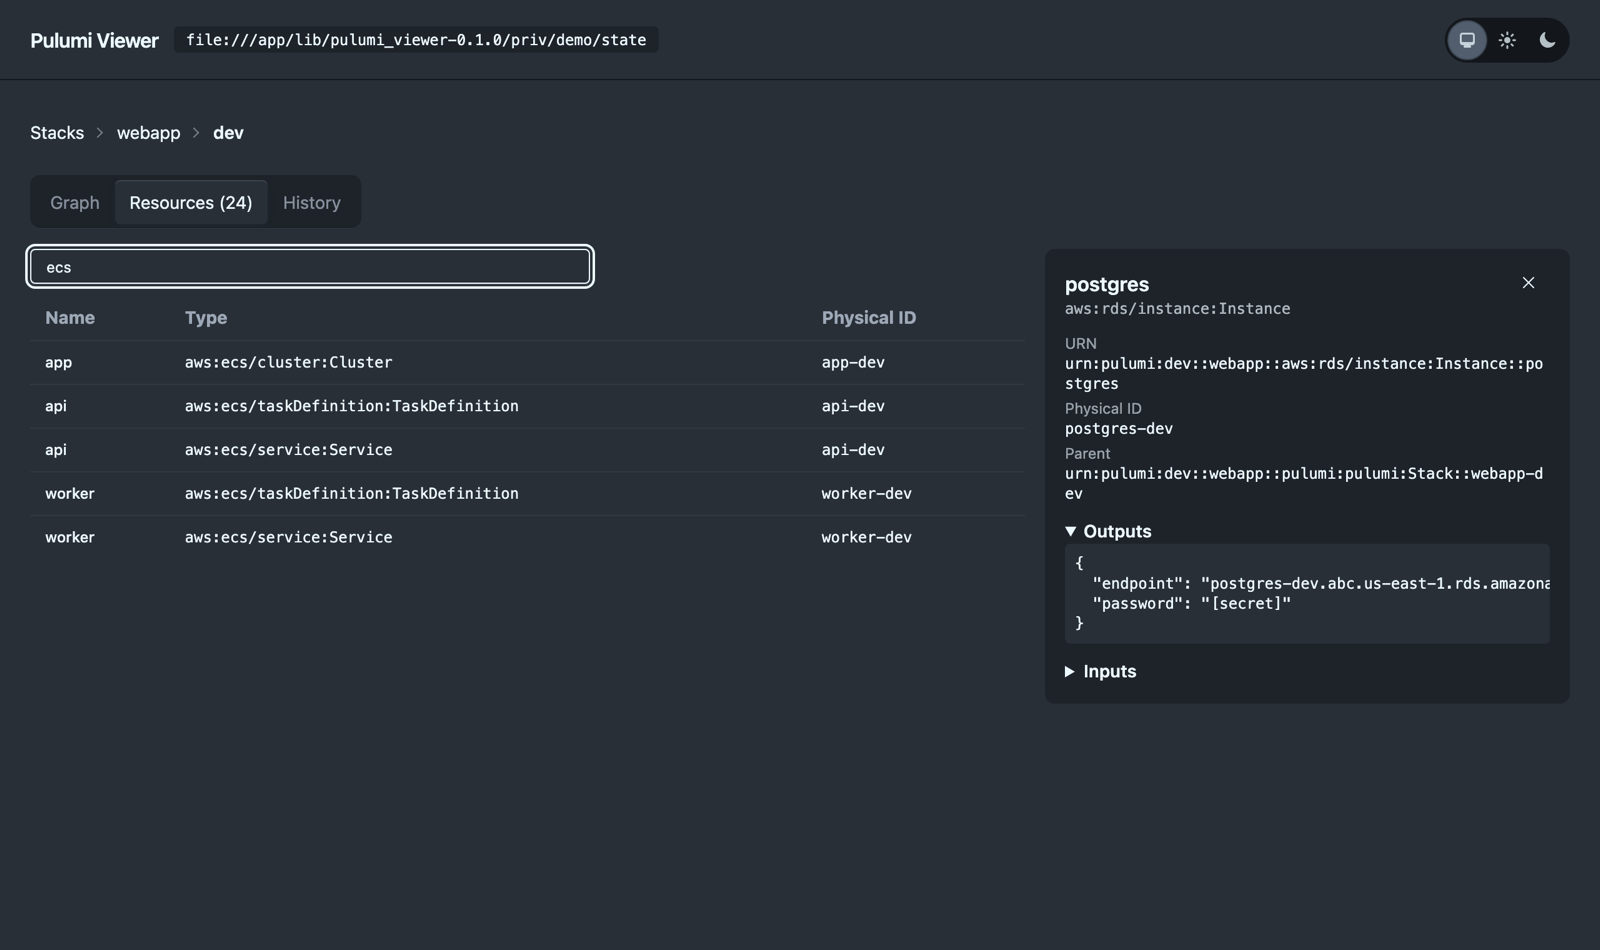 Pulumi Viewer file:///app/lib/pulumi_viewer-0.1.0/priv/demo/state
Stacks > webapp > dev
Graph Resources (24) History
ecs
Name Type Physical ID
app aws:ecs/cluster:Cluster app-dev
api aws:ecs/taskDefinition:TaskDefinition api-dev
api aws:ecs/service:Service api-dev
worker aws:ecs/taskDefinition:TaskDefinition worker-dev
worker aws:ecs/service:Service worker-dev
postgres
aws:rds/instance:Instance
URN
urn:pulumi:dev::webapp::aws:rds/instance:Instance::po
stgres
Physical ID
postgres-dev
Parent
urn:pulumi:dev::webapp::pulumi:pulumi:Stack::webapp-d
ev
▼ Outputs
{
"endpoint": "postgres-dev.abc.us-east-1.rds.amazona
"password": "[secret]"
}
▶ Inputs